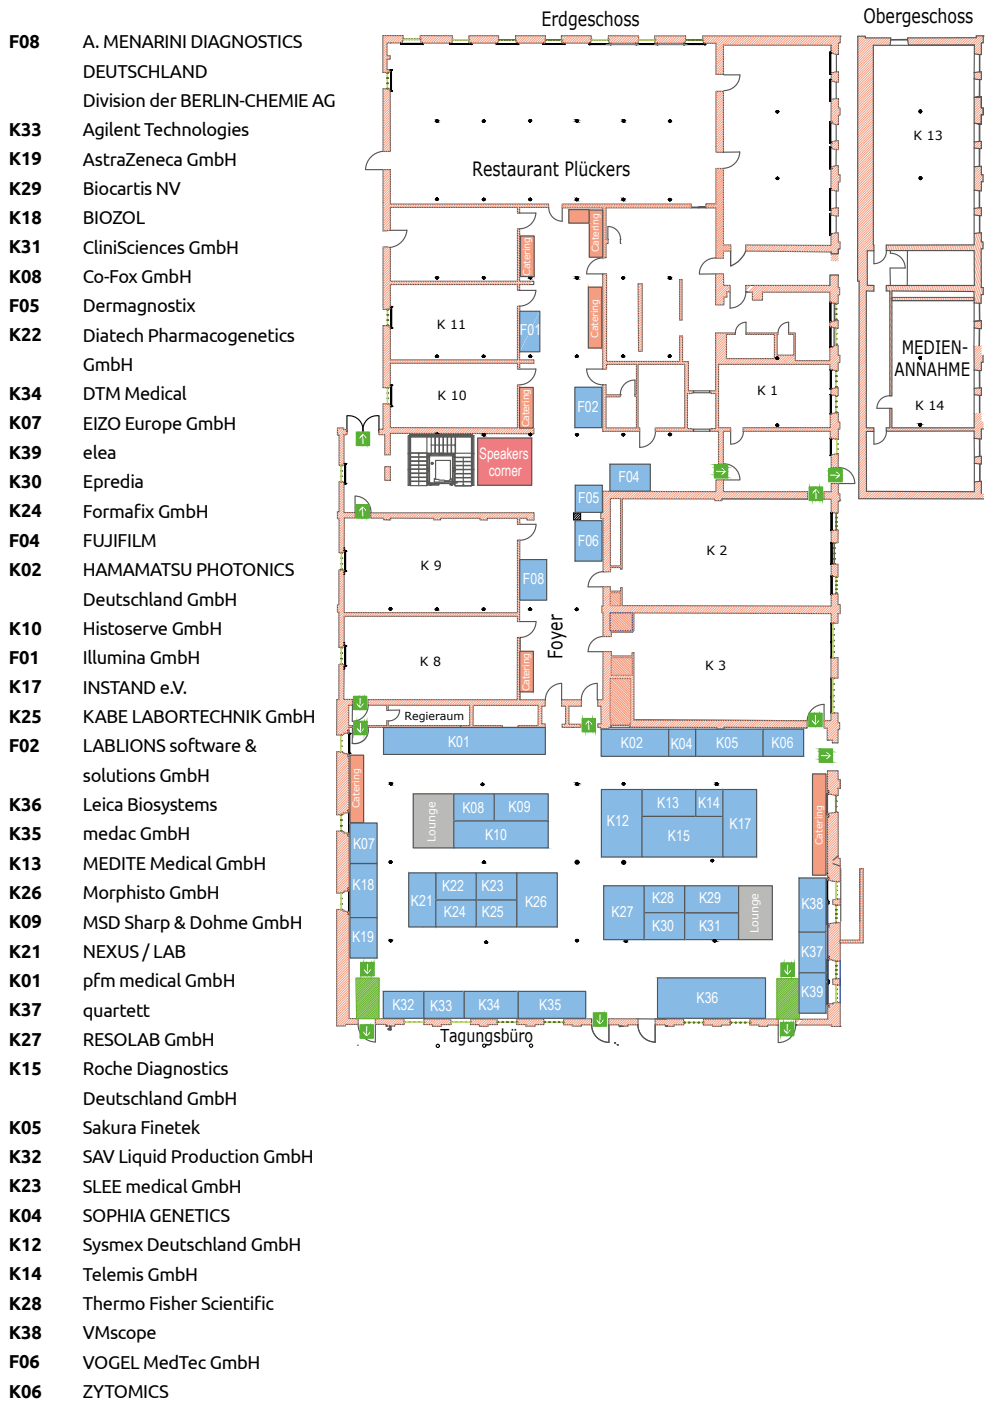 F08 A. MENARINI DIAGNOSTICS
DEUTSCHLAND
Division der BERLIN-CHEMIE AG
K33 Agilent Technologies
K19 AstraZeneca GmbH
K29 Biocartis NV
K18 BIOZOL
K31 CliniSciences GmbH
K08 Co-Fox GmbH
F05 Dermagnostix
K22 Diatech Pharmacogenetics
GmbH
K34 DTM Medical
K07 EIZO Europe GmbH
K39 elea
K30 Epredia
K24 Formafix GmbH
F04 FUJIFILM
K02 HAMAMATSU PHOTONICS
Deutschland GmbH
K10 Histoserve GmbH
F01 Illumina GmbH
K17 INSTAND e.V.
K25 KABE LABORTECHNIK GmbH
F02 LABLIONS software &
solutions GmbH
K36 Leica Biosystems
K35 medac GmbH
K13 MEDITE Medical GmbH
K26 Morphisto GmbH
K09 MSD Sharp & Dohme GmbH
K21 NEXUS / LAB
K01 pfm medical GmbH
K37 quartett
K27 RESOLAB GmbH
K15 Roche Diagnostics
Deutschland GmbH
K05 Sakura Finetek
K32 SAV Liquid Production GmbH
K23 SLEE medical GmbH
K04 SOPHIA GENETICS
K12 Sysmex Deutschland GmbH
K14 Telemis GmbH
K28 Thermo Fisher Scientific
K38 VMscope
F06 VOGEL MedTec GmbH
K06 ZYTOMICS
Erdgeschoss
Restaurant Plückers
Catering
Catering
Catering
K 11
F01
K 10
Catering
F02
K 1
Speakers
corner
F04
F05
F06
K 9
F08
K 2
Foyer
K 8
Catering
K 3
Regieraum
K01
K02 K04 K05 K06
Catering
Catering
Lounge
K08 K09
K10
K12
K13 K14
K15
K17
K07
K18
K19
K21
K22 K23
K24 K25
K26
K27
K28 K29
K30 K31
Lounge
K38
K37
K39
K32 K33 K34 K35
K36
Tagungsbüro
Obergeschoss
K 13
MEDIEN-
ANNAHME
K 14